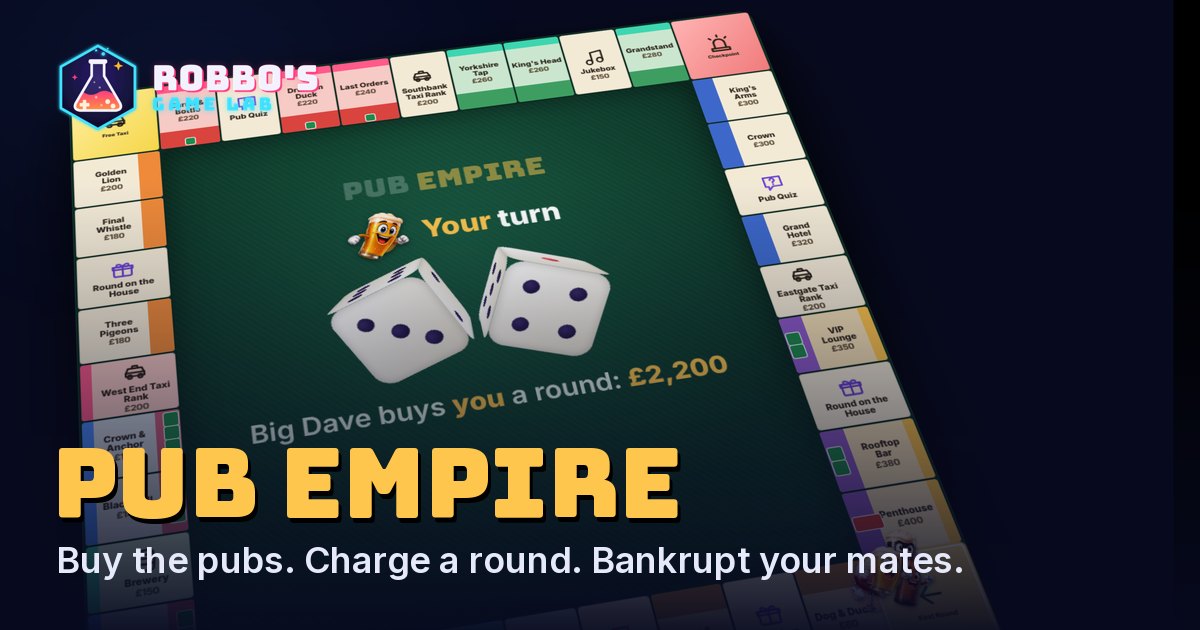 ROBBO'S
GAME LAB
Free Taxi
£220
Pub Quiz
Duck
£220
Last Orders
£240
Southbank
Taxi Rank
£200
Yorkshire
Tap
£260
King's Head
£260
Jukebox
£150
Grandstand
£280
Checkpoint
Golden
Lion
£200
Final
Whistle
£180
Round on the
House
Three
Pigeons
£180
West End Taxi
Rank
£200
Crown &
Anchor
Brewery
£150
King's
Arms
£300
Crown
£300
Pub Quiz
Grand
Hotel
£320
Eastgate Taxi
Rank
£200
VIP
Lounge
£350
Round on the
House
Rooftop
Bar
£380
Penthouse
£400
PUB EMPIRE
Your turn
Big Dave buys you a round: £2,200
PUB EMPIRE
Buy the pubs. Charge a round. Bankrupt your mates.